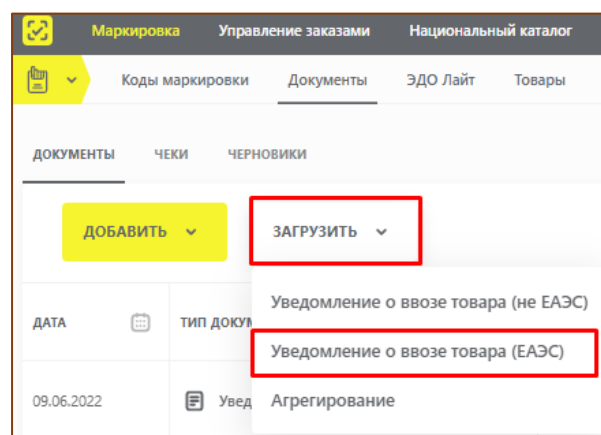 Маркировка Управление заказами Национальный каталог
Коды маркировки Документы ЭДО Лайт Товары
ДОКУМЕНТЫ ЧЕКИ ЧЕРНОВИКИ
ДОБАВИТЬ ЗАГРУЗИТЬ
Уведомление о ввозе товара (не ЕАЭС)
ДАТА ТИП ДОКУМ
Уведомление о ввозе товара (ЕАЭС)
09.06.2022 Увед Агрегирование